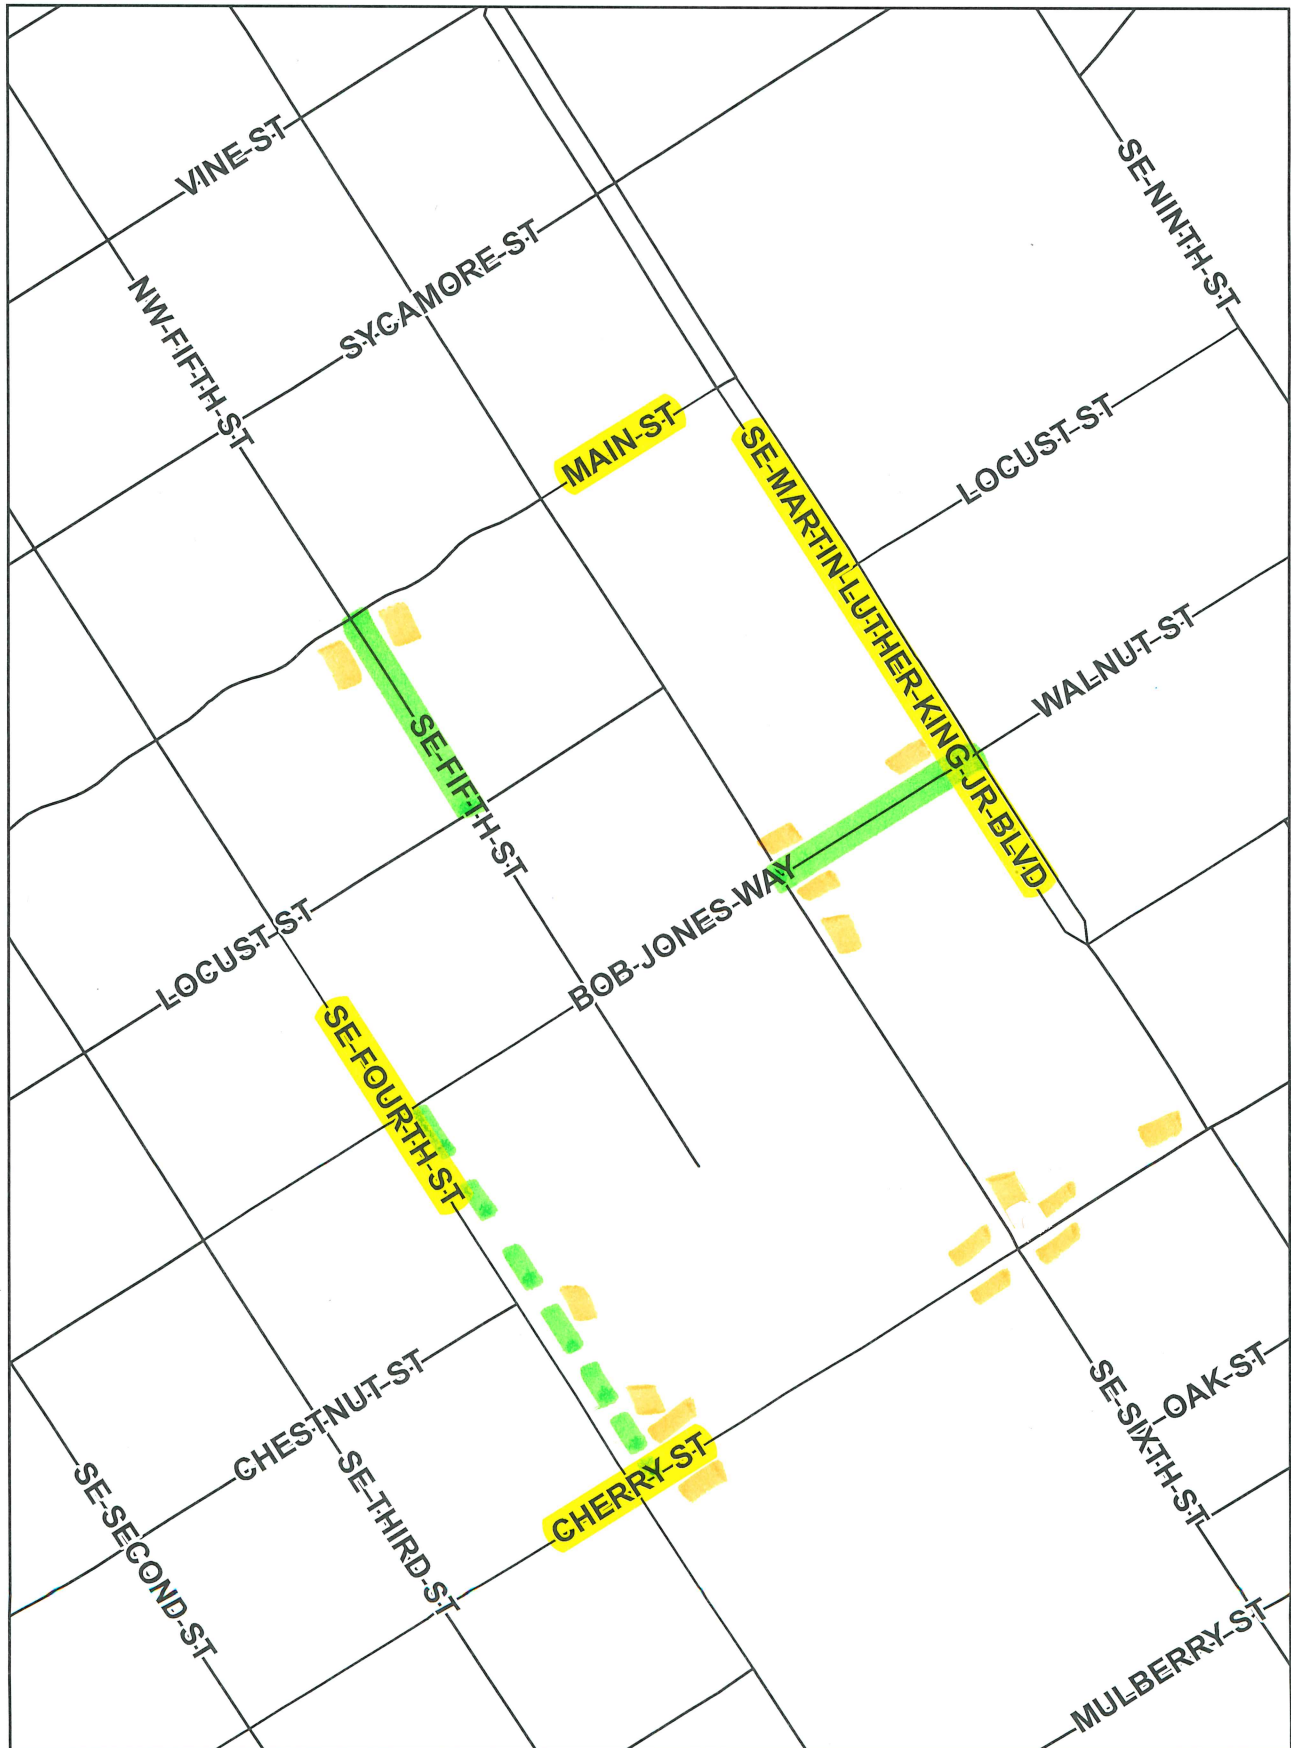 VINE ST
SE NINTH ST
SYCAMORE ST
NW FIFTH ST
MAIN ST
LOCUST ST
SE MARTIN LUTHER KING JR BLVD
WALNUT ST
SE FIFTH ST
BOB JONES WAY
LOCUST ST
SE FOURTH ST
CHESTNUT ST
OAK ST
SE SIXTH ST
CHERRY ST
SE THIRD ST
SE SECOND ST
MULBERRY ST